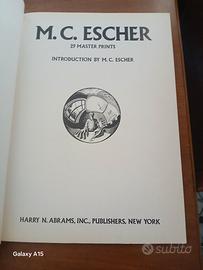 M. C. ESCHER
29 MASTER PRINTS
INTRODUCTION BY M. C. ESCHER
HARRY N. ABRAMS, INC., PUBLISHERS, NEW YORK
Galaxy A15
subito